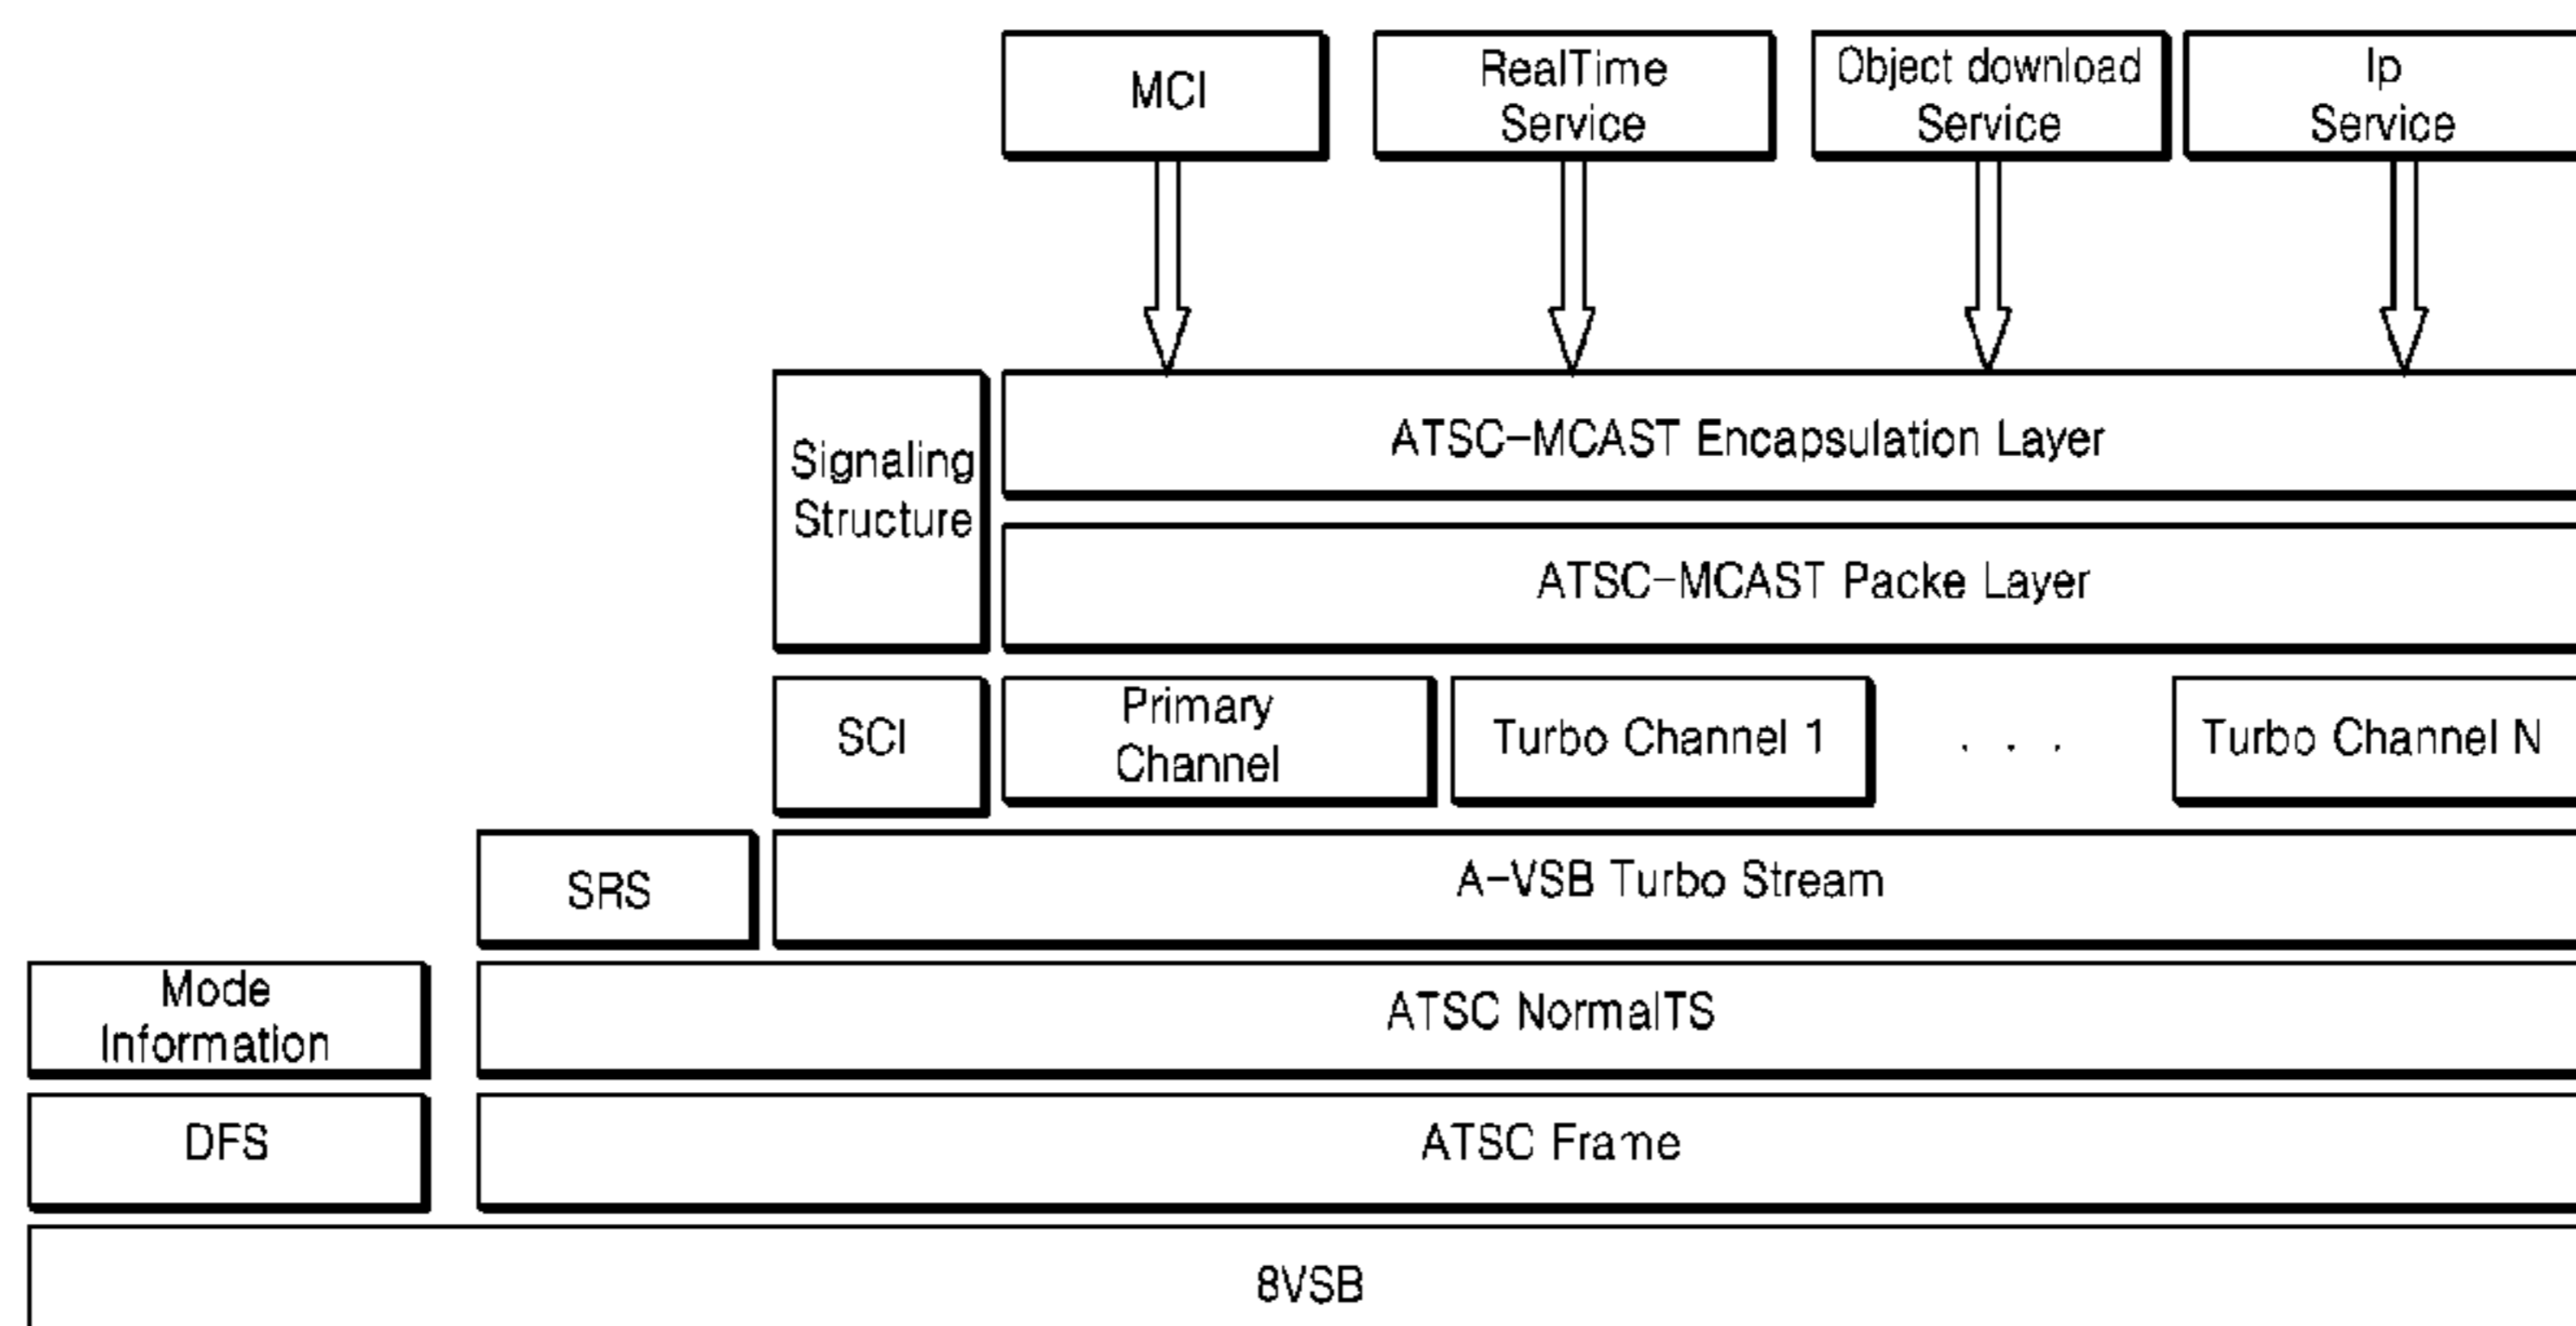 MCI
RealTime
Service
Object download
Service
Ip
Service
Signaling
Structure
ATSC-MCAST Encapsulation Layer
ATSC-MCAST Packe Layer
SCI
Primary
Channel
Turbo Channel 1
. . .
Turbo Channel N
SRS
A-VSB Turbo Stream
Mode
Information
ATSC NormalTS
DFS
ATSC Frame
8VSB